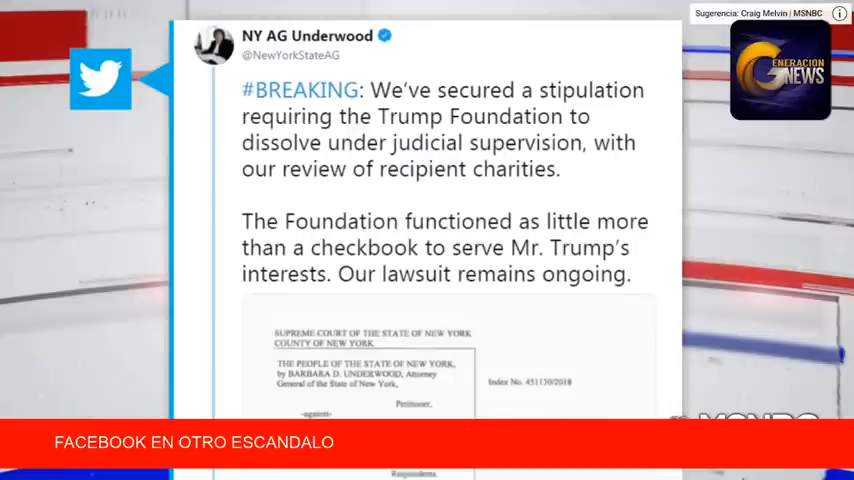 Sugerencia: Craig Melvin | MSNBC
NY AG Underwood
@NewYorkStateAG
GENERACION
NEWS
#BREAKING: We've secured a stipulation
requiring the Trump Foundation to
dissolve under judicial supervision, with
our review of recipient charities.
The Foundation functioned as little more
than a checkbook to serve Mr. Trump's
interests. Our lawsuit remains ongoing.
SUPREME COURT OF THE STATE OF NEW YORK
COUNTY OF NEW YORK
THE PEOPLE OF THE STATE OF NEW YORK,
by BARBARA D. UNDERWOOD, Attorney
General of the State of New York,
Index No. 451130/2018
Petitioner,
-against-
MSNBC
FACEBOOK EN OTRO ESCANDALO
Respondents.